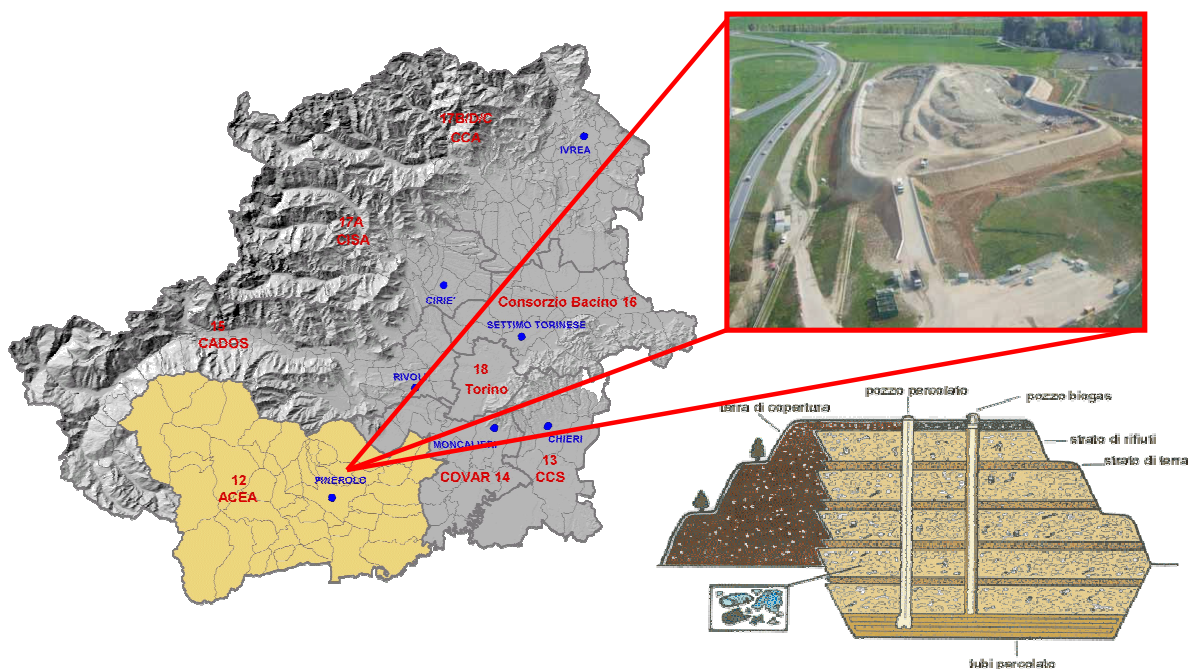 17B/D/C
CCA
IVREA
17A
CISA
CIRIE'
Consorzio Bacino 16
SETTIMO TORINESE
15
CADOS
RIVOLI
18
Torino
MONCALIERI
CHIERI
13
CCS
COVAR 14
12
ACEA
PINEROLO
pozzo percolato
pozzo biogas
terra di copertura
strato di rifiuti
strato di terra
tubi percolato